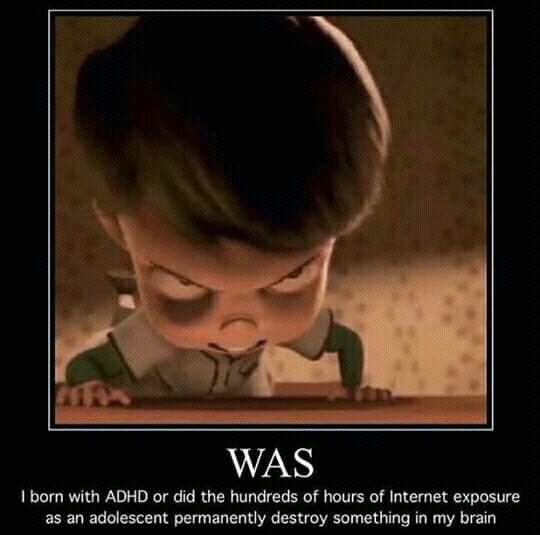 WAS
I born with ADHD or did the hundreds of hours of Internet exposure
as an adolescent permanently destroy something in my brain